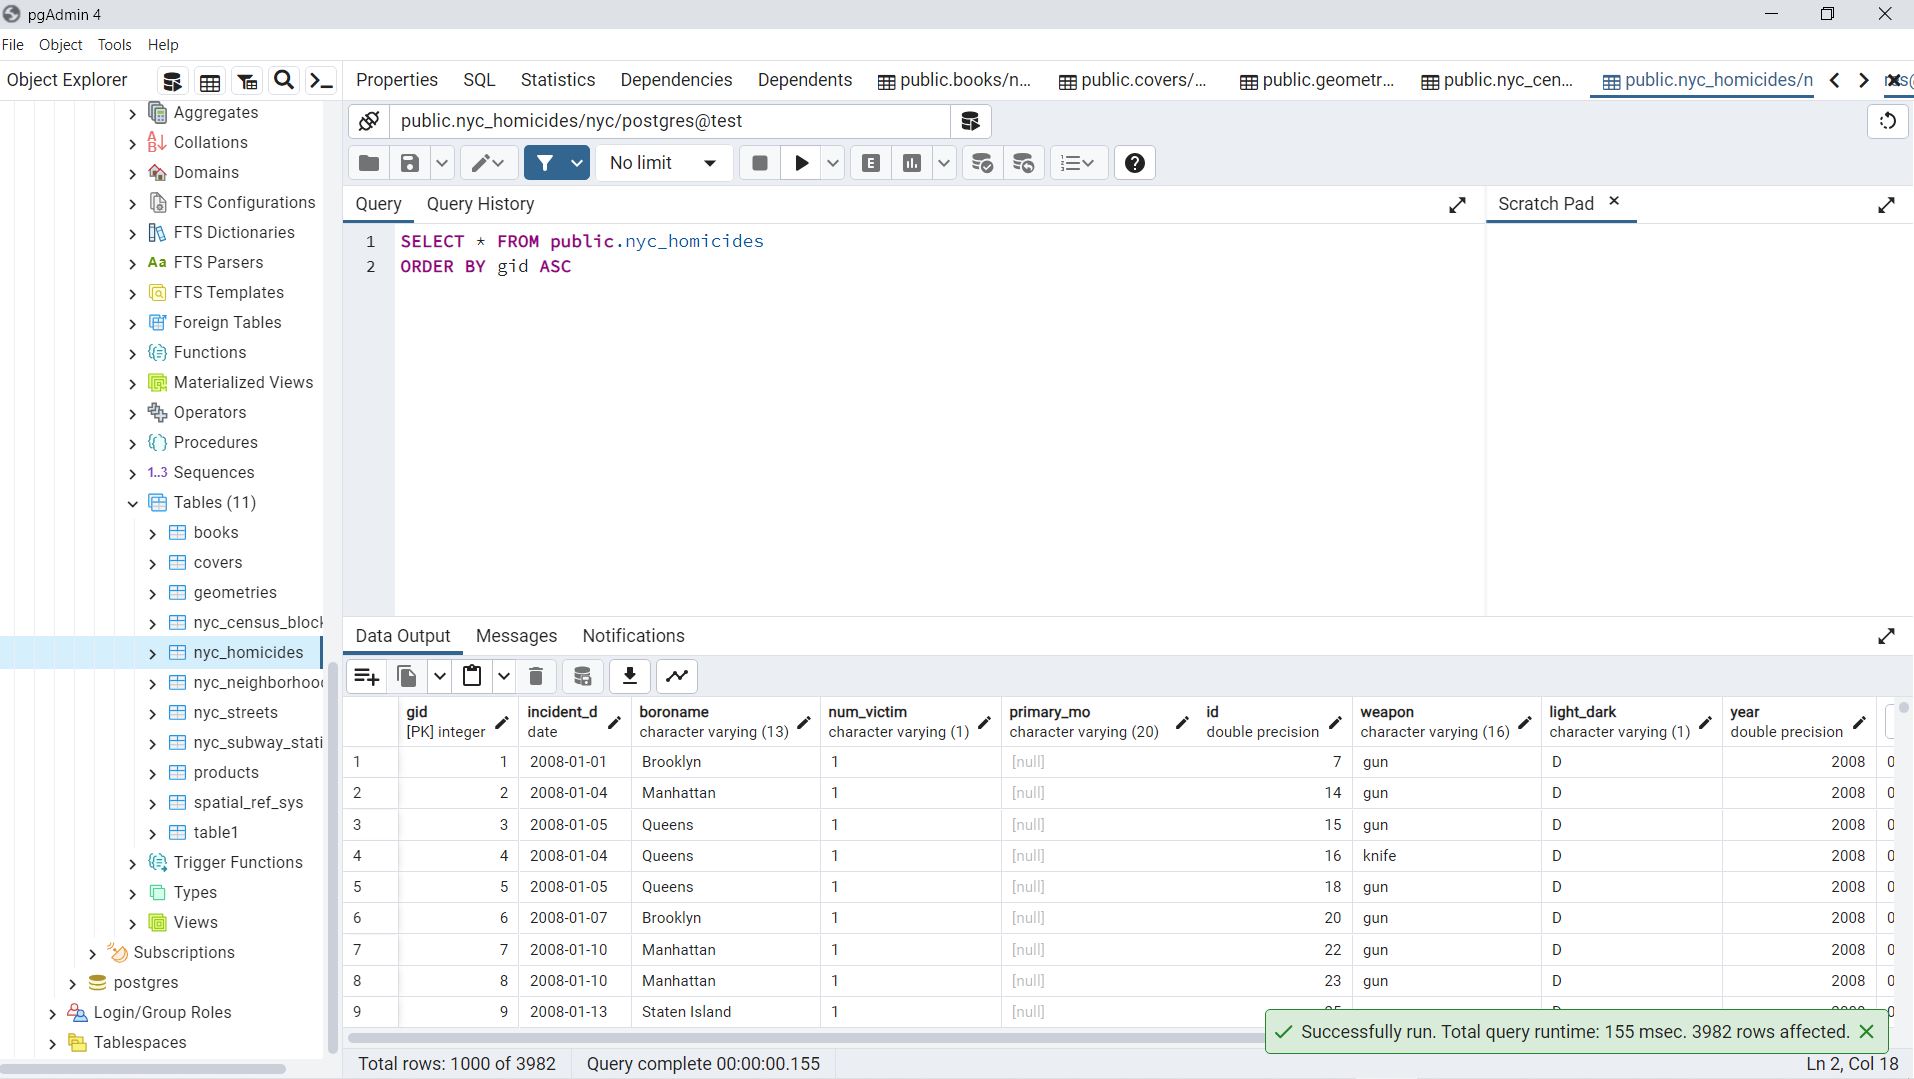 pgAdmin 4
File Object Tools Help
Object Explorer
Properties SQL Statistics Dependencies Dependents public.books/n... public.covers/... public.geometr... public.nyc_cen... public.nyc_homicides/n
public.nyc_homicides/nyc/postgres@test
No limit
E
Query Query History
Scratch Pad
1 SELECT * FROM public.nyc_homicides
2 ORDER BY gid ASC
Aggregates
Collations
Domains
FTS Configurations
FTS Dictionaries
Aa FTS Parsers
FTS Templates
Foreign Tables
Functions
Materialized Views
Operators
Procedures
1..3 Sequences
Tables (11)
books
covers
geometries
nyc_census_block
nyc_homicides
nyc_neighborhood
nyc_streets
nyc_subway_stati
products
spatial_ref_sys
table1
Trigger Functions
Types
Views
Subscriptions
postgres
Login/Group Roles
Tablespaces
Data Output Messages Notifications
gid incident_d boroname num_victim primary_mo id weapon light_dark year
[PK] integer date character varying (13) character varying (1) character varying (20) double precision character varying (16) character varying (1) double precision
1 1 2008-01-01 Brooklyn 1 [null] 7 gun D 2008 0
2 2 2008-01-04 Manhattan 1 [null] 14 gun D 2008 0
3 3 2008-01-05 Queens 1 [null] 15 gun D 2008 0
4 4 2008-01-04 Queens 1 [null] 16 knife D 2008 0
5 5 2008-01-05 Queens 1 [null] 18 gun D 2008 0
6 6 2008-01-07 Brooklyn 1 [null] 20 gun D 2008 0
7 7 2008-01-10 Manhattan 1 [null] 22 gun D 2008 0
8 8 2008-01-10 Manhattan 1 [null] 23 gun D 2008 0
9 9 2008-01-13 Staten Island 1 [null]
Successfully run. Total query runtime: 155 msec. 3982 rows affected.
Total rows: 1000 of 3982 Query complete 00:00:00.155
Ln 2, Col 18